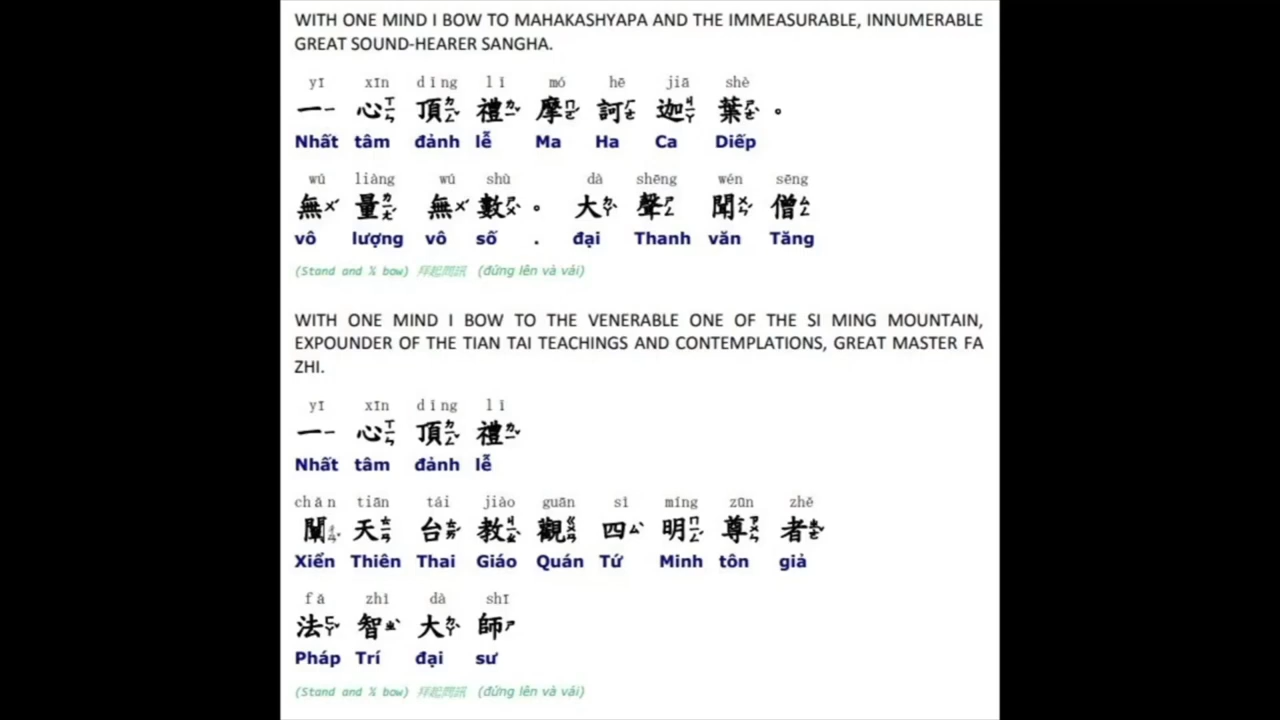 WITH ONE MIND I BOW TO MAHAKASHYAPA AND THE IMMEASURABLE, INNUMERABLE
GREAT SOUND-HEARER SANGHA.
yī xīn dǐng lǐ mó hē jiā shè
一心頂禮摩訶迦葉。
Nhất tâm đảnh lễ Ma Ha Ca Diếp
wú liàng wú shù dà shēng wén sēng
無量無數。大聲聞僧
vô lượng vô số . đại Thanh văn Tăng
(Stand and ½ bow) 拜起問訊 (đứng lên và vái)
WITH ONE MIND I BOW TO THE VENERABLE ONE OF THE SI MING MOUNTAIN,
EXPOUNDER OF THE TIAN TAI TEACHINGS AND CONTEMPLATIONS, GREAT MASTER FA
ZHI.
yī xīn dǐng lǐ
一心頂禮
Nhất tâm đảnh lễ
chǎn tiān tái jiào guān sì míng zūn zhě
闡天台教觀四明尊者
Xiển Thiên Thai Giáo Quán Tứ Minh tôn giả
fǎ zhì dà shī
法智大師
Pháp Trí đại sư
(Stand and ½ bow) 拜起問訊 (đứng lên và vái)